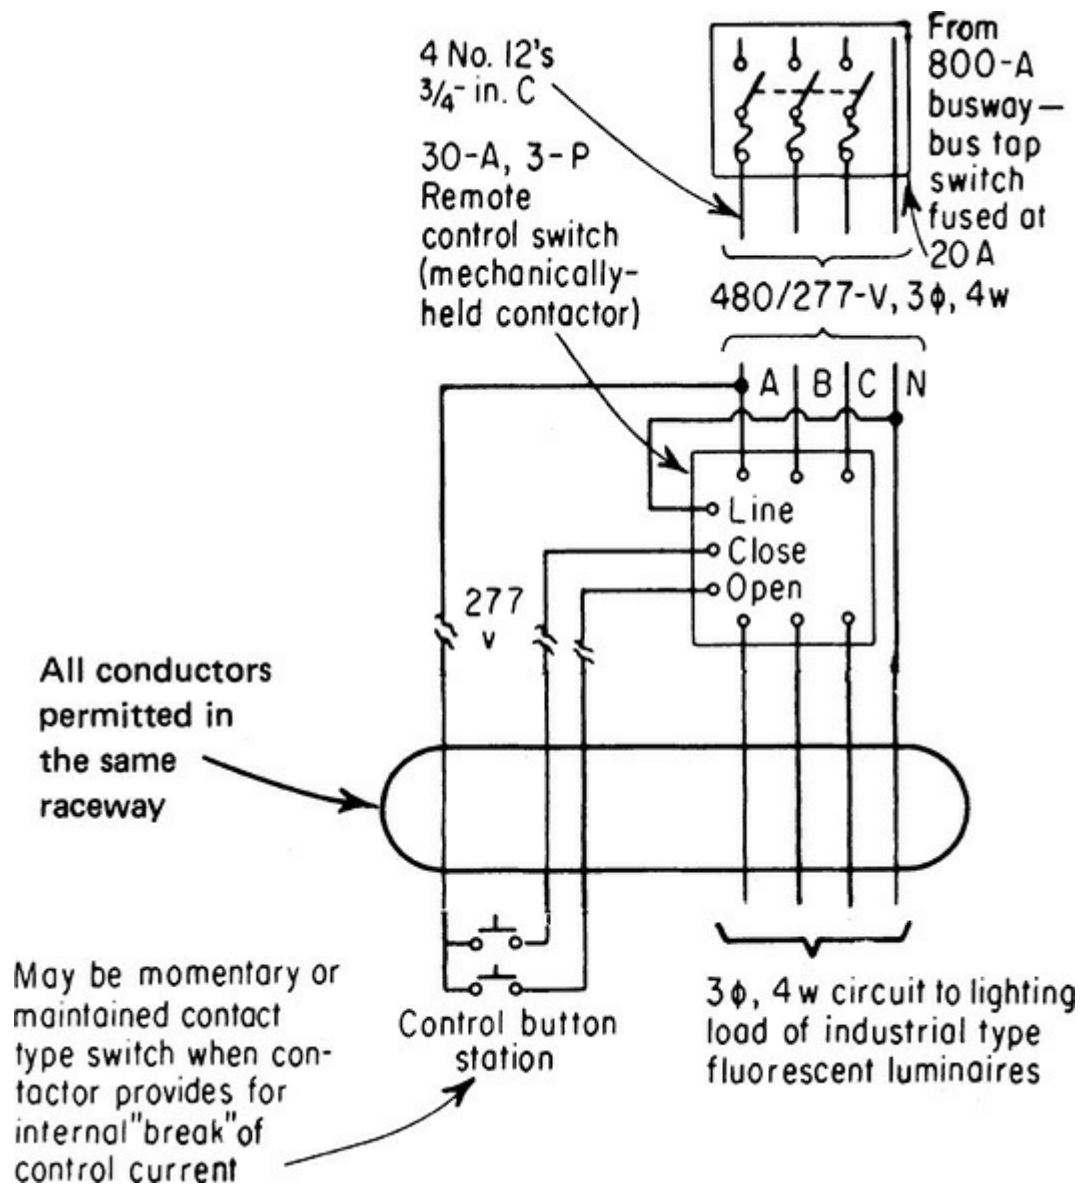 4 No. 12's
3/4- in. C
From
800-A
busway—
bus tap
switch
fused at
20A
30-A, 3-P
Remote
control switch
(mechanically-
held contactor)
480/277-V, 3ϕ, 4w
A B C N
Line
Close
Open
277
v
All conductors
permitted in
the same
raceway
May be momentary or
maintained contact
type switch when con-
tactor provides for
internal "break" of
control current
Control button
station
3ϕ, 4w circuit to lighting
load of industrial type
fluorescent luminaires